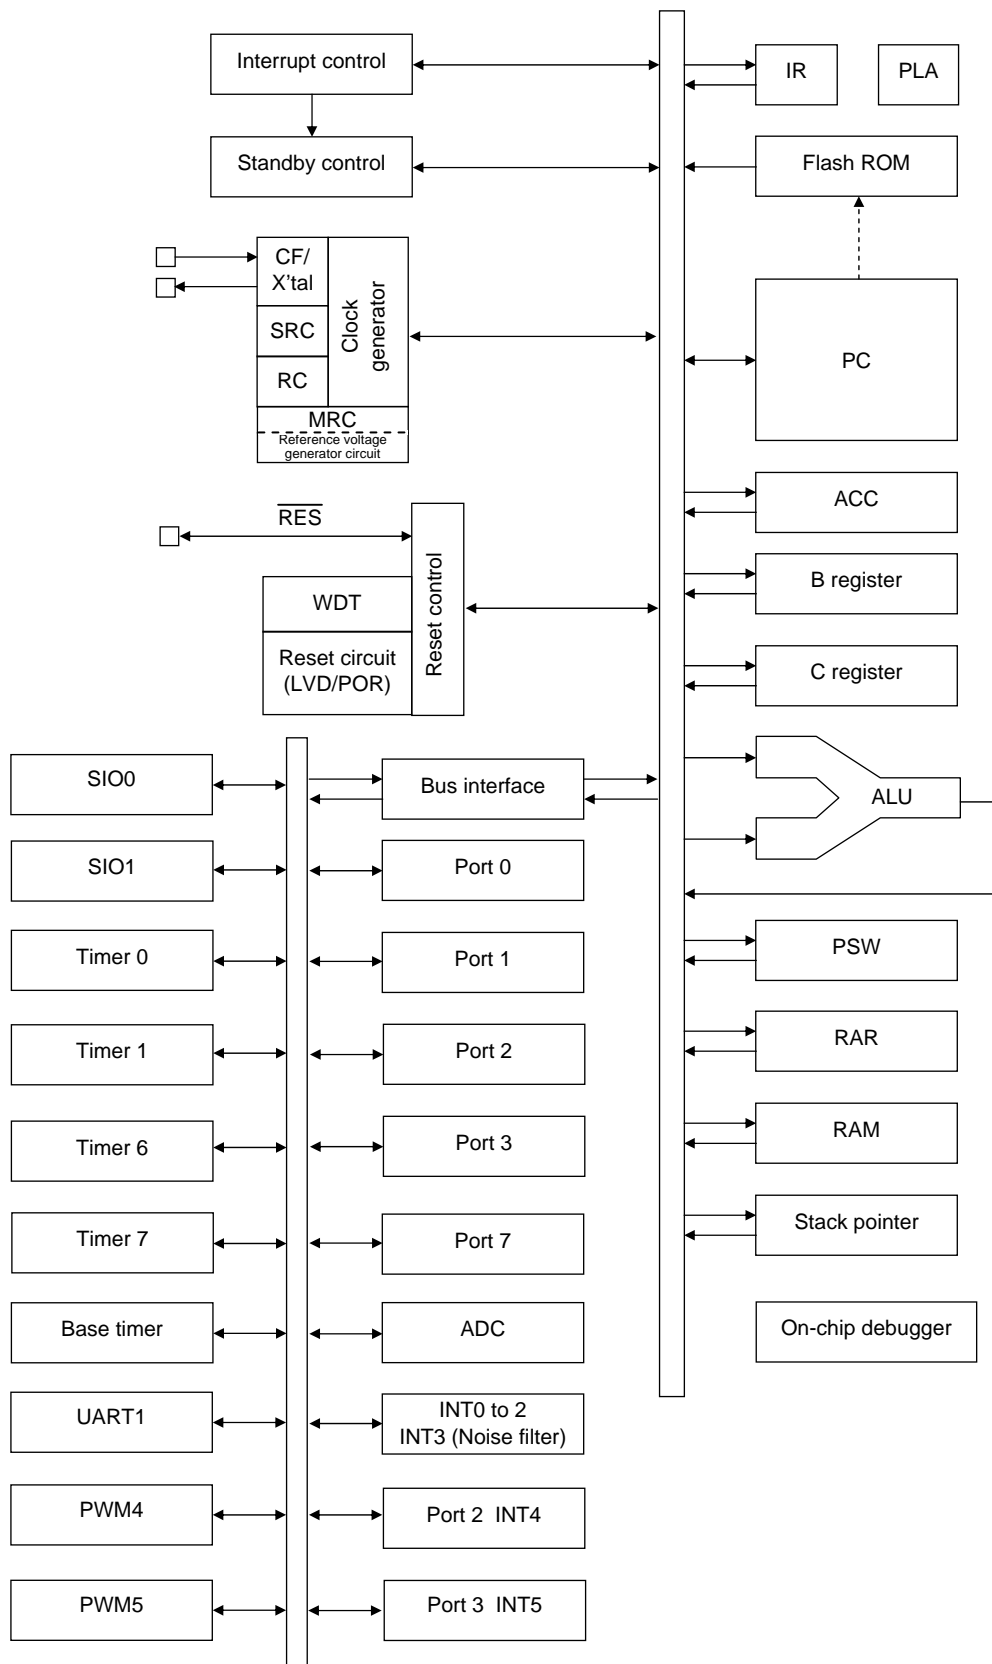 Interrupt control
IR
PLA
Standby control
Flash ROM
CF/
X'tal
SRC
RC
Clock
generator
MRC
Reference voltage
generator circuit
PC
RES
WDT
Reset circuit
(LVD/POR)
Reset control
ACC
B register
C register
SIO0
Bus interface
ALU
SIO1
Port 0
Timer 0
Port 1
PSW
Timer 1
Port 2
RAR
Timer 6
Port 3
RAM
Timer 7
Port 7
Stack pointer
Base timer
ADC
On-chip debugger
UART1
INT0 to 2
INT3 (Noise filter)
PWM4
Port 2 INT4
PWM5
Port 3 INT5